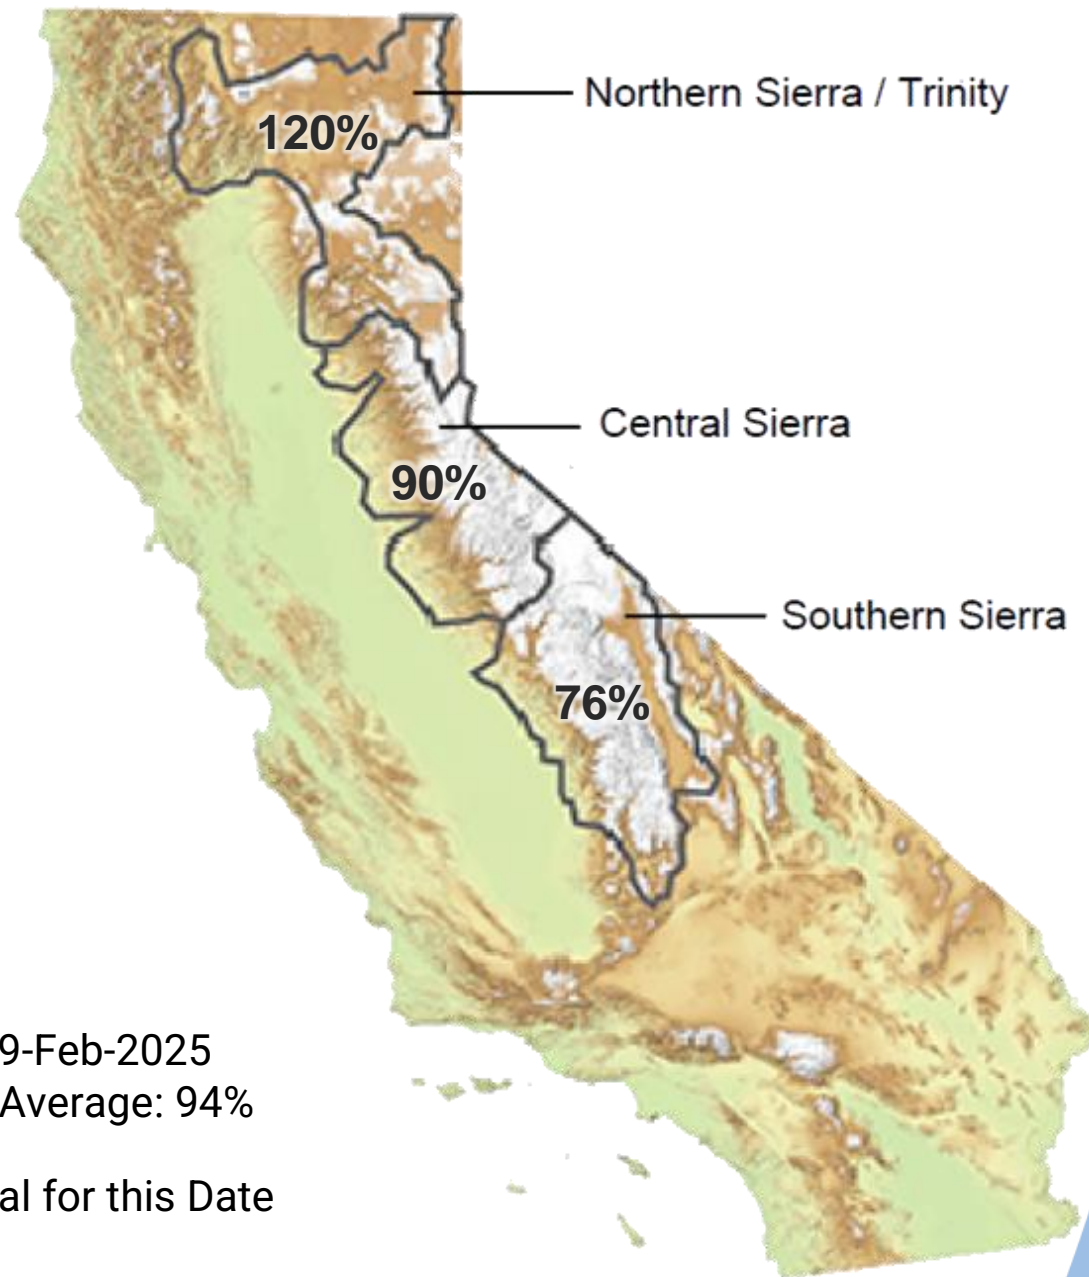 Northern Sierra / Trinity
120%
Central Sierra
90%
Southern Sierra
76%
9-Feb-2025
Average: 94%
al for this Date